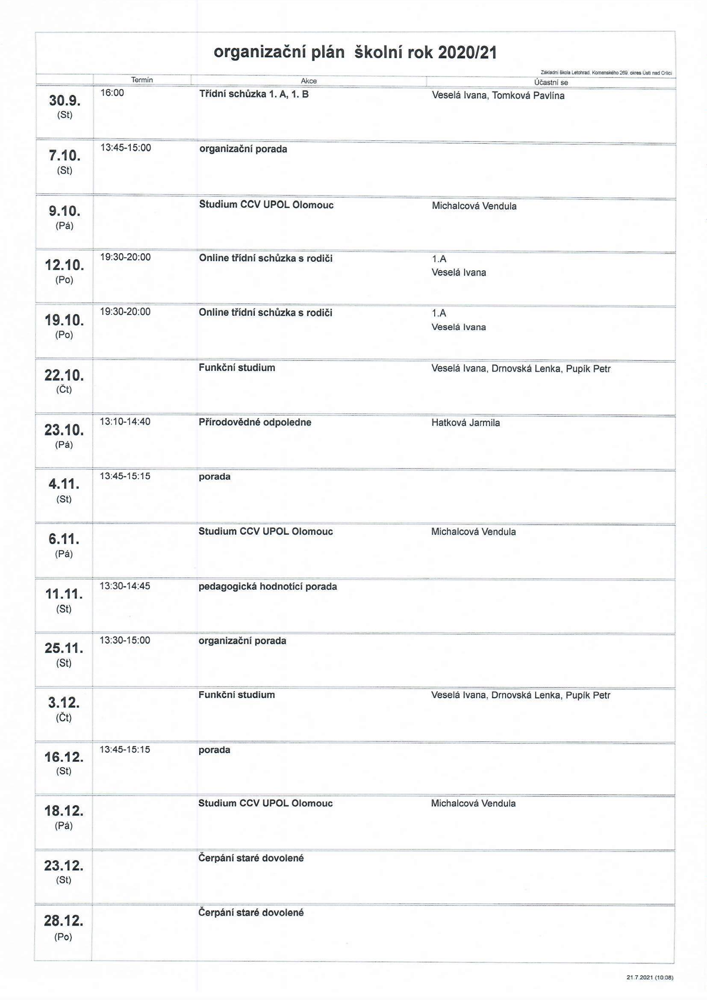 organizační plán školní rok 2020/21
Základní škola Letohrad, Komenského 269, okres Ústí nad Orlicí
Termín Akce Účastní se
30.9. 16:00 Třídní schůzka 1. A, 1. B Veselá Ivana, Tomková Pavlína
(St)
7.10. 13:45-15:00 organizační porada
(St)
9.10. Studium CCV UPOL Olomouc Michalcová Vendula
(Pá)
12.10. 19:30-20:00 Online třídní schůzka s rodiči 1.A
(Po) Veselá Ivana
19.10. 19:30-20:00 Online třídní schůzka s rodiči 1.A
(Po) Veselá Ivana
22.10. Funkční studium Veselá Ivana, Drnovská Lenka, Pupík Petr
(Čt)
23.10. 13:10-14:40 Přírodovědné odpoledne Hatková Jarmila
(Pá)
4.11. 13:45-15:15 porada
(St)
6.11. Studium CCV UPOL Olomouc Michalcová Vendula
(Pá)
11.11. 13:30-14:45 pedagogická hodnotící porada
(St)
25.11. 13:30-15:00 organizační porada
(St)
3.12. Funkční studium Veselá Ivana, Drnovská Lenka, Pupík Petr
(Čt)
16.12. 13:45-15:15 porada
(St)
18.12. Studium CCV UPOL Olomouc Michalcová Vendula
(Pá)
23.12. Čerpání staré dovolené
(St)
28.12. Čerpání staré dovolené
(Po)
21.7.2021 (10:08)